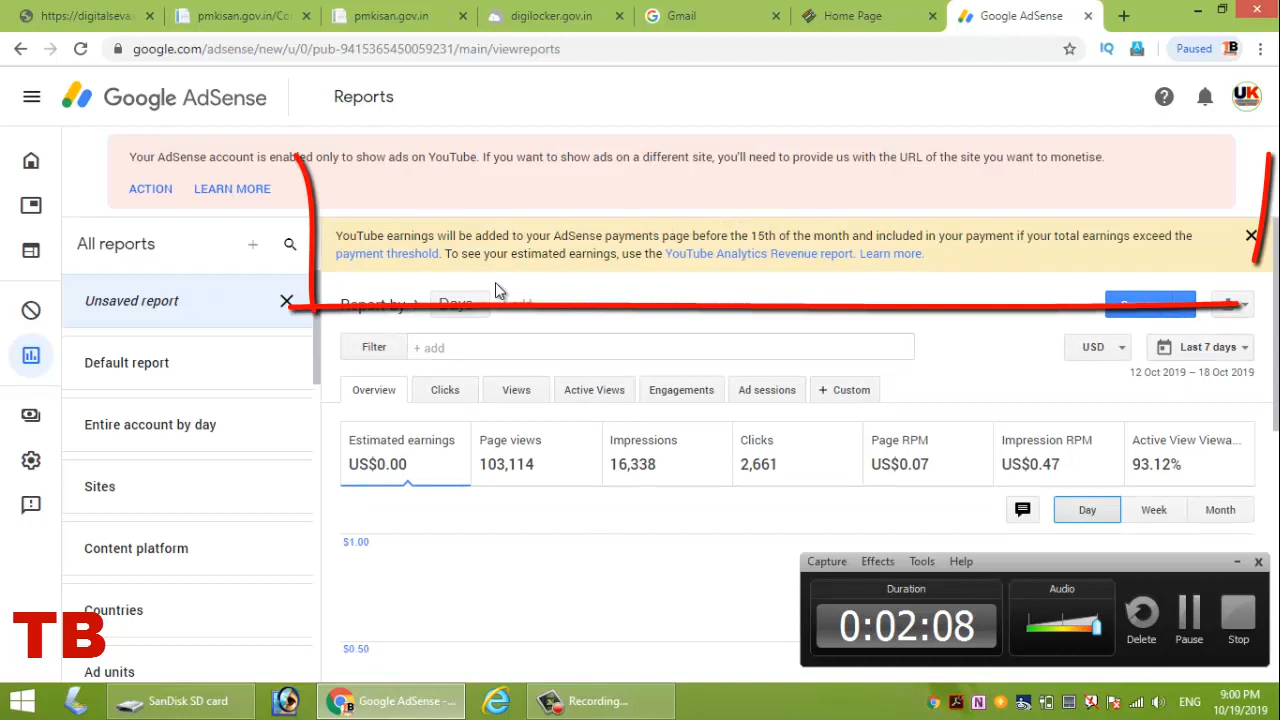 https://digitalseva
pmkisan.gov.in/Co
pmkisan.gov.in
digilocker.gov.in
Gmail
Home Page
Google AdSense
google.com/adsense/new/u/0/pub-9415365450059231/main/viewreports
IQ
Paused
TB
Google AdSense
Reports
UK
Your AdSense account is enabled only to show ads on YouTube. If you want to show ads on a different site, you'll need to provide us with the URL of the site you want to monetise.
ACTION LEARN MORE
All reports
YouTube earnings will be added to your AdSense payments page before the 15th of the month and included in your payment if your total earnings exceed the
payment threshold. To see your estimated earnings, use the YouTube Analytics Revenue report. Learn more.
Unsaved report
Report by
Days
Filter + add
USD
Last 7 days
12 Oct 2019 – 18 Oct 2019
Default report
Overview Clicks Views Active Views Engagements Ad sessions + Custom
Entire account by day
Estimated earnings Page views Impressions Clicks Page RPM Impression RPM Active View Viewa...
US$0.00 103,114 16,338 2,661 US$0.07 US$0.47 93.12%
Sites
Day Week Month
Content platform
$1.00
Capture Effects Tools Help
Duration
Audio
0:02:08
Delete Pause Stop
Countries
TB
$0.50
Ad units
SanDisk SD card
Google AdSense -...
Recording...
ENG
9:00 PM
10/19/2019